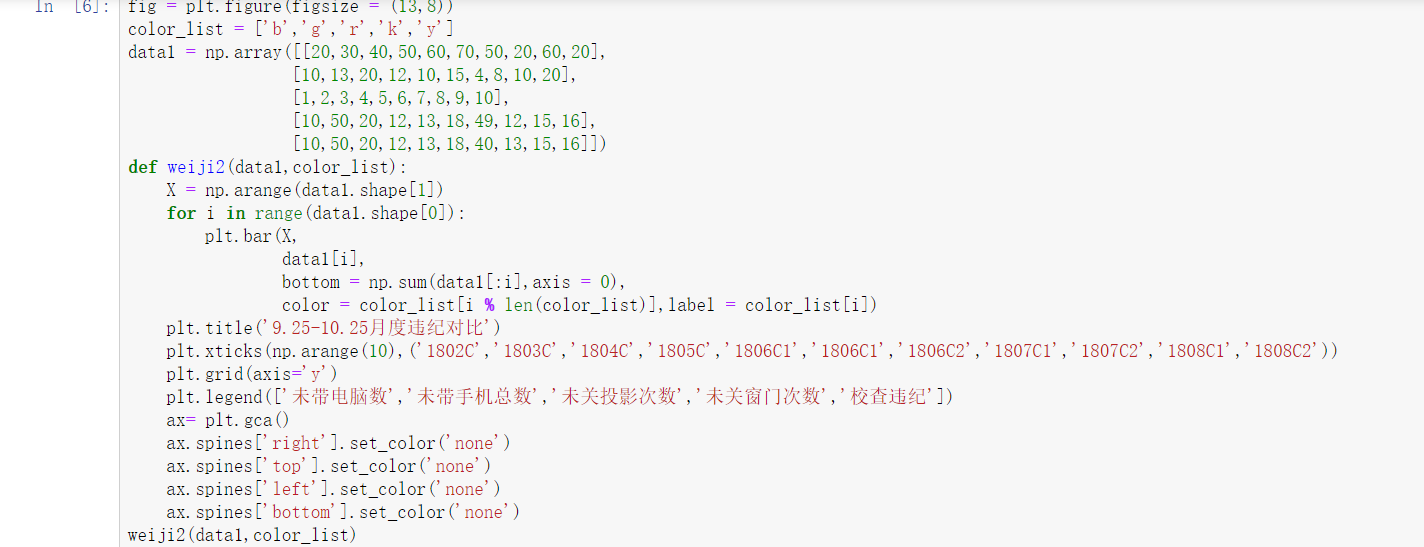 In [6]: fig = plt.figure(figsize = (13,8))
color_list = ['b','g','r','k','y']
data1 = np.array([[20,30,40,50,60,70,50,20,60,20],
[10,13,20,12,10,15,4,8,10,20],
[1,2,3,4,5,6,7,8,9,10],
[10,50,20,12,13,18,49,12,15,16],
[10,50,20,12,13,18,40,13,15,16]])
def weiji2(data1,color_list):
X = np.arange(data1.shape[1])
for i in range(data1.shape[0]):
plt.bar(X,
data1[i],
bottom = np.sum(data1[:i],axis = 0),
color = color_list[i % len(color_list)],label = color_list[i])
plt.title('9.25-10.25月度违纪对比')
plt.xticks(np.arange(10),('1802C','1803C','1804C','1805C','1806C1','1806C1','1806C2','1807C1','1807C2','1808C1','1808C2'))
plt.grid(axis='y')
plt.legend(['未带电脑数','未带手机总数','未关投影次数','未关窗门次数','校查违纪'])
ax= plt.gca()
ax.spines['right'].set_color('none')
ax.spines['top'].set_color('none')
ax.spines['left'].set_color('none')
ax.spines['bottom'].set_color('none')
weiji2(data1,color_list)